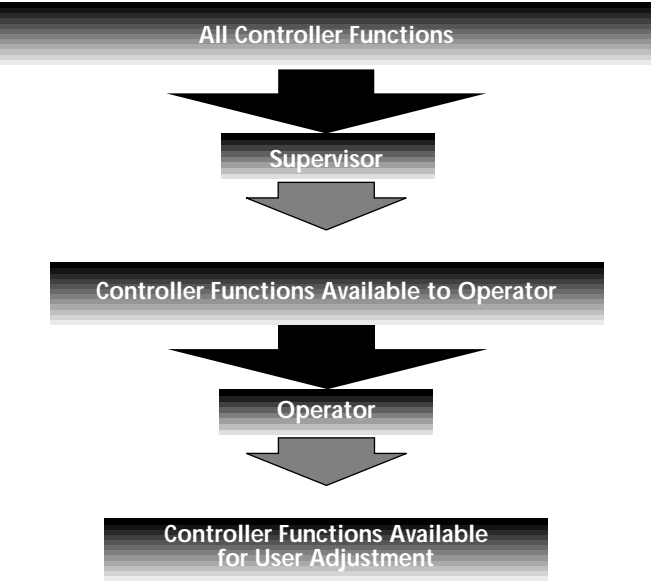 All Controller Functions
Supervisor
Controller Functions Available to Operator
Operator
Controller Functions Available
for User Adjustment